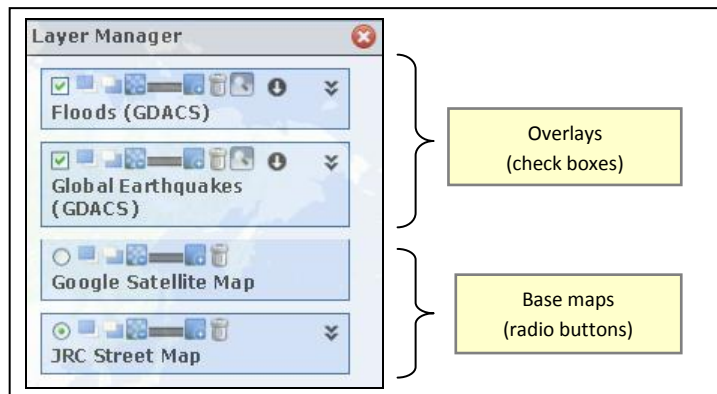 Layer Manager
Floods (GDACS)
Global Earthquakes
(GDACS)
Google Satellite Map
JRC Street Map
Overlays
(check boxes)
Base maps
(radio buttons)